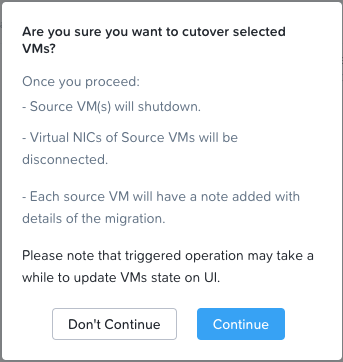 Are you sure you want to cutover selected
VMs?
Once you proceed:
- Source VM(s) will shutdown.
- Virtual NICs of Source VMs will be
disconnected.
- Each source VM will have a note added with
details of the migration.
Please note that triggered operation may take a
while to update VMs state on UI.
Don't Continue
Continue